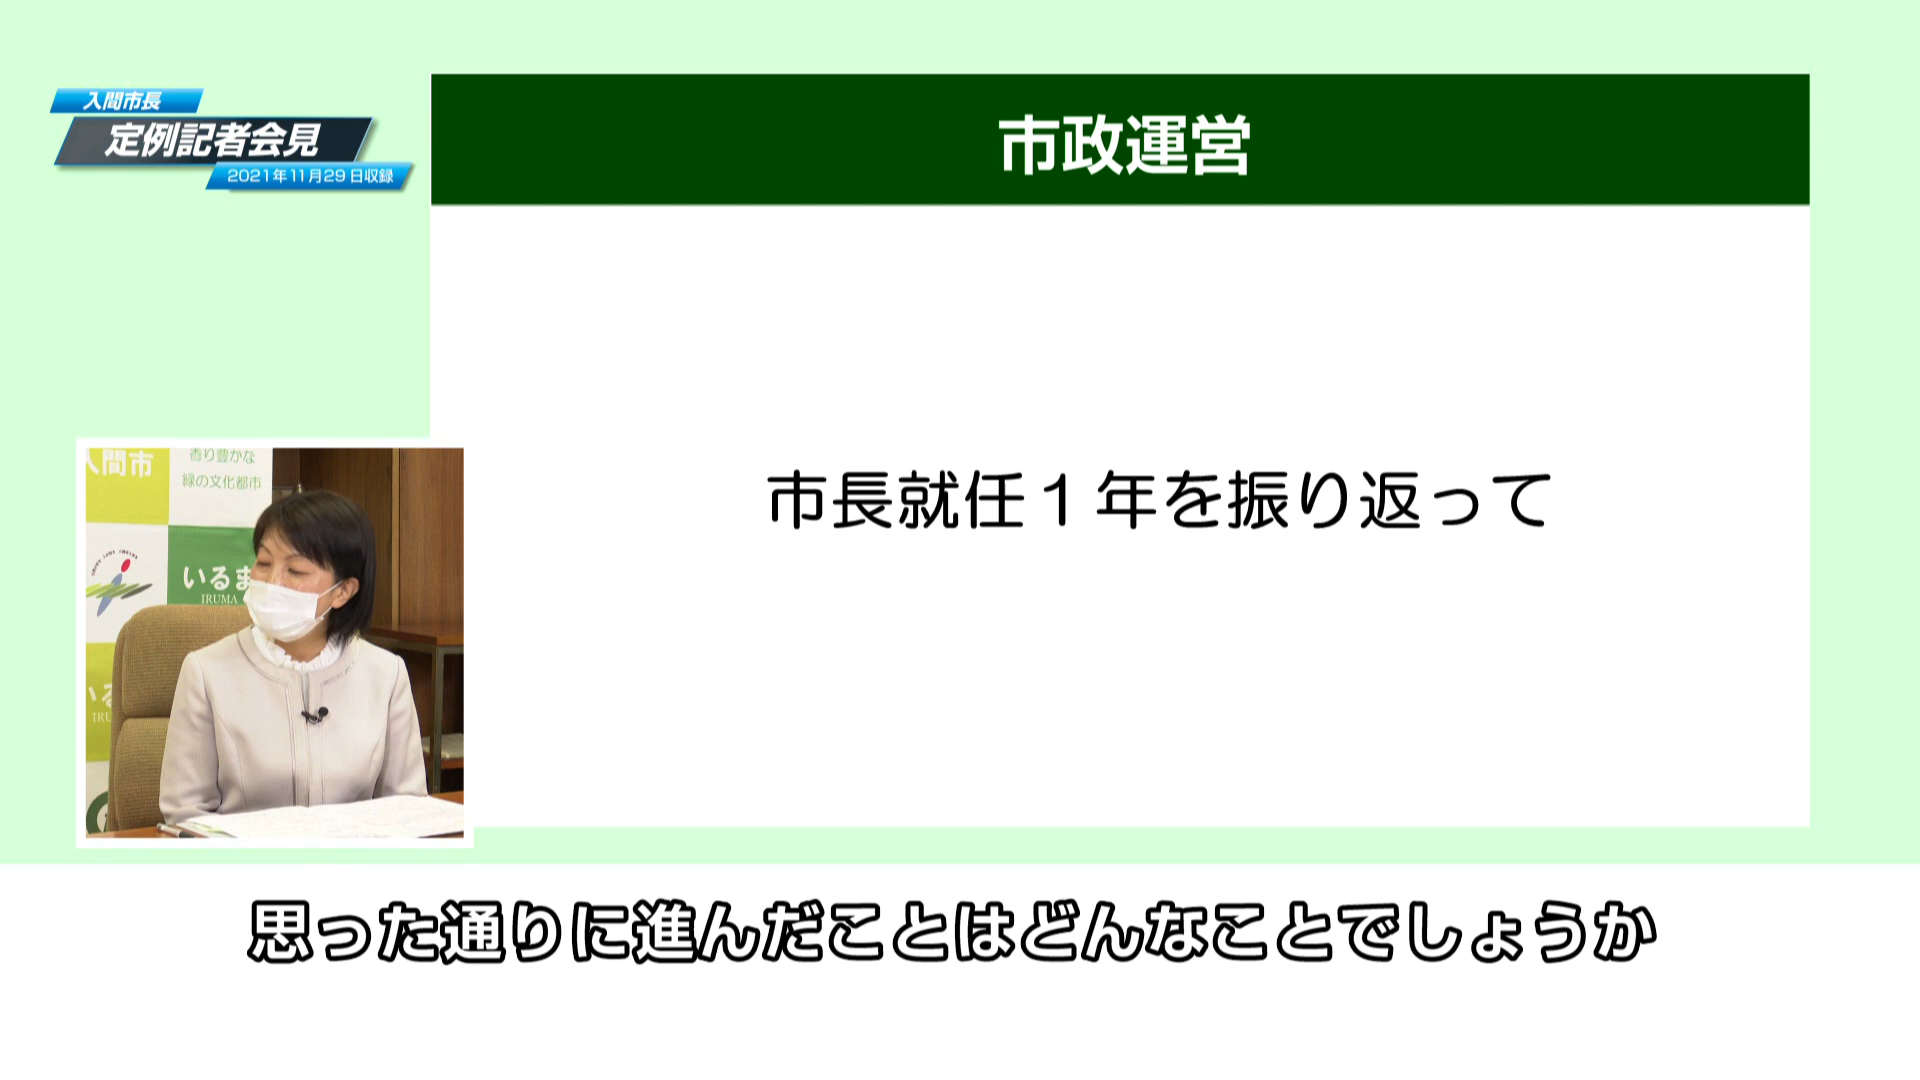 入間市長
定例記者会見
2021年11月29日収録
市政運営
市長就任１年を振り返って
入間市
香り豊かな
緑の文化都市
いるま
IRUMA
思った通りに進んだことはどんなことでしょうか